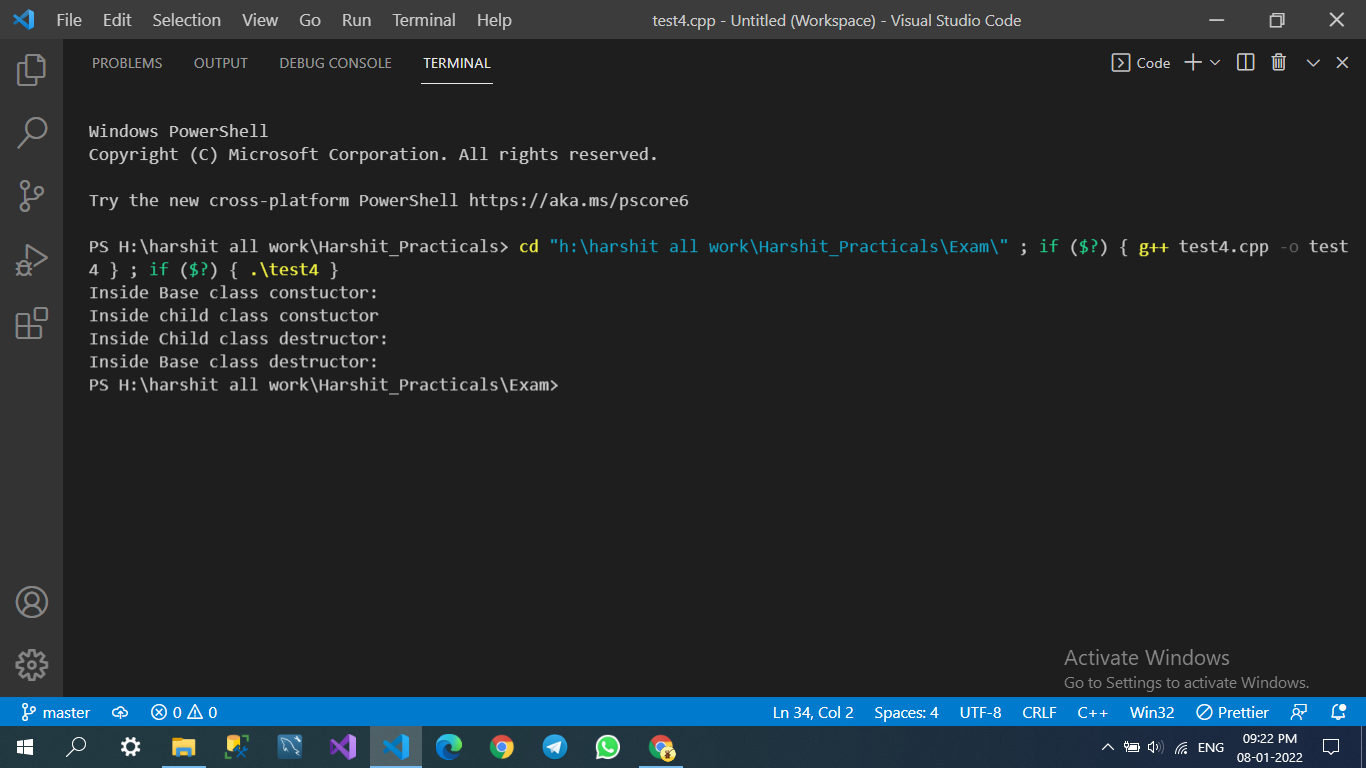 File Edit Selection View Go Run Terminal Help test4.cpp - Untitled (Workspace) - Visual Studio Code
PROBLEMS OUTPUT DEBUG CONSOLE TERMINAL Code
Windows PowerShell
Copyright (C) Microsoft Corporation. All rights reserved.
Try the new cross-platform PowerShell https://aka.ms/pscore6
PS H:\harshit all work\Harshit_Practicals> cd "h:\harshit all work\Harshit_Practicals\Exam\" ; if ($?) { g++ test4.cpp -o test
4 } ; if ($?) { .\test4 }
Inside Base class constuctor:
Inside child class constuctor
Inside Child class destructor:
Inside Base class destructor:
PS H:\harshit all work\Harshit_Practicals\Exam>
Activate Windows
Go to Settings to activate Windows.
master 0 0 Ln 34, Col 2 Spaces: 4 UTF-8 CRLF C++ Win32 Prettier
ENG 09:22 PM
08-01-2022